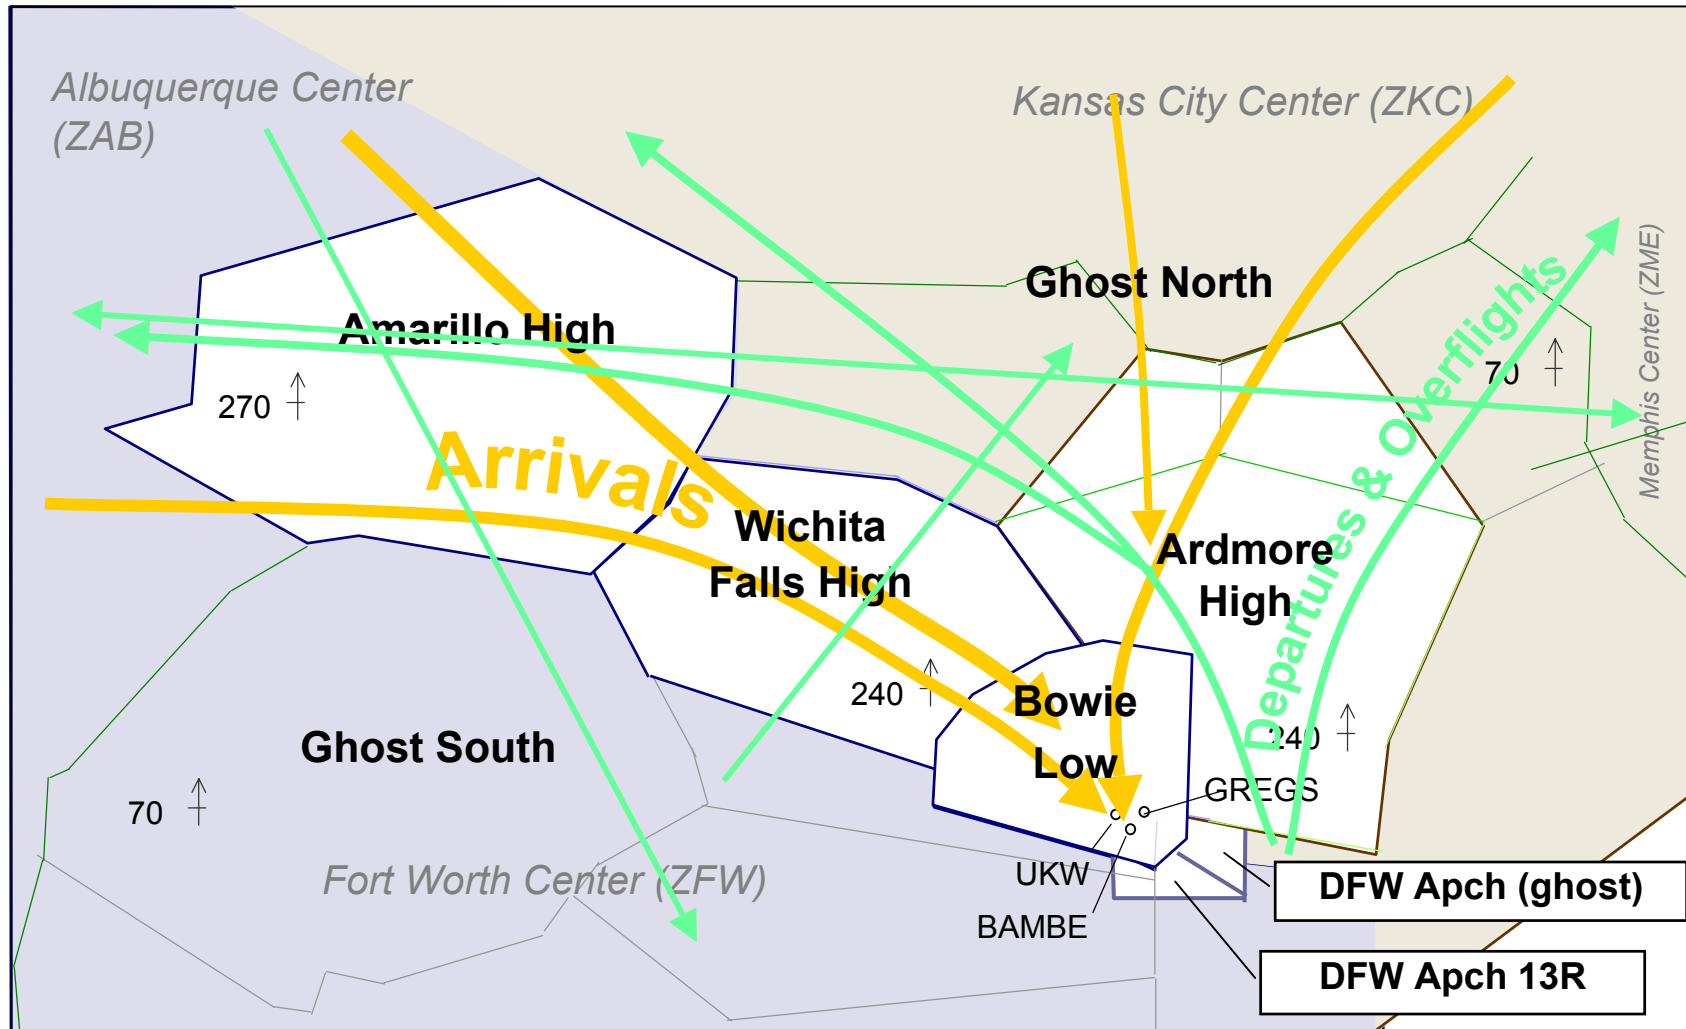 Albuquerque Center
(ZAB)
Kansas City Center (ZKC)
Memphis Center (ZME)
Ghost North
Amarillo High
270
70
Arrivals
Departures & Overflights
Wichita
Falls High
Ardmore
High
240
Bowie
Low
240
Ghost South
70
GREGS
UKW
BAMBE
Fort Worth Center (ZFW)
DFW Apch (ghost)
DFW Apch 13R